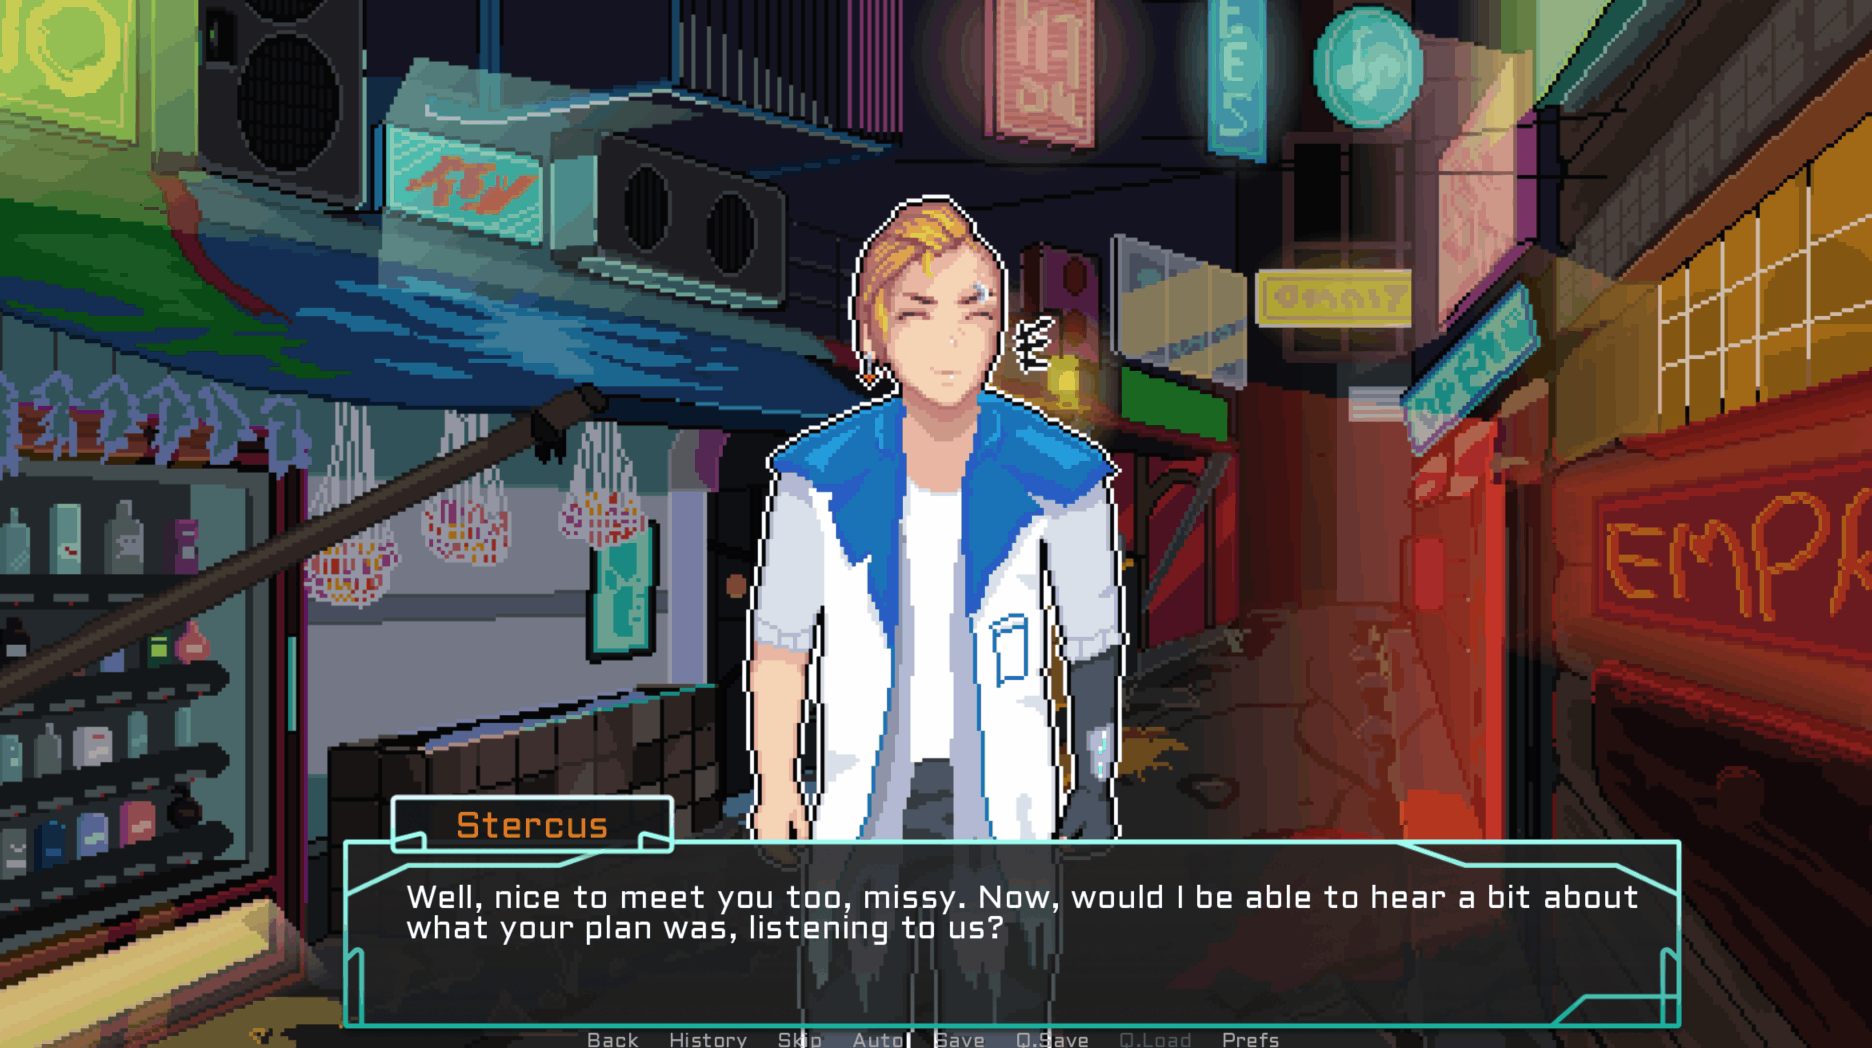 EMPR
Stercus
Well, nice to meet you too, missy. Now, would I be able to hear a bit about
what your plan was, listening to us?
Back History Skip Auto Save Q.Save Q.Load Prefs